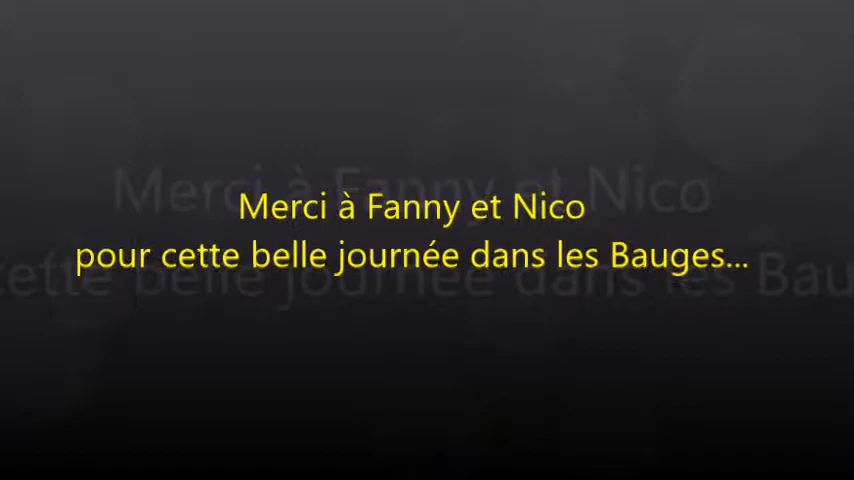 Merci à Fanny et Nico
pour cette belle journée dans les Bauges...